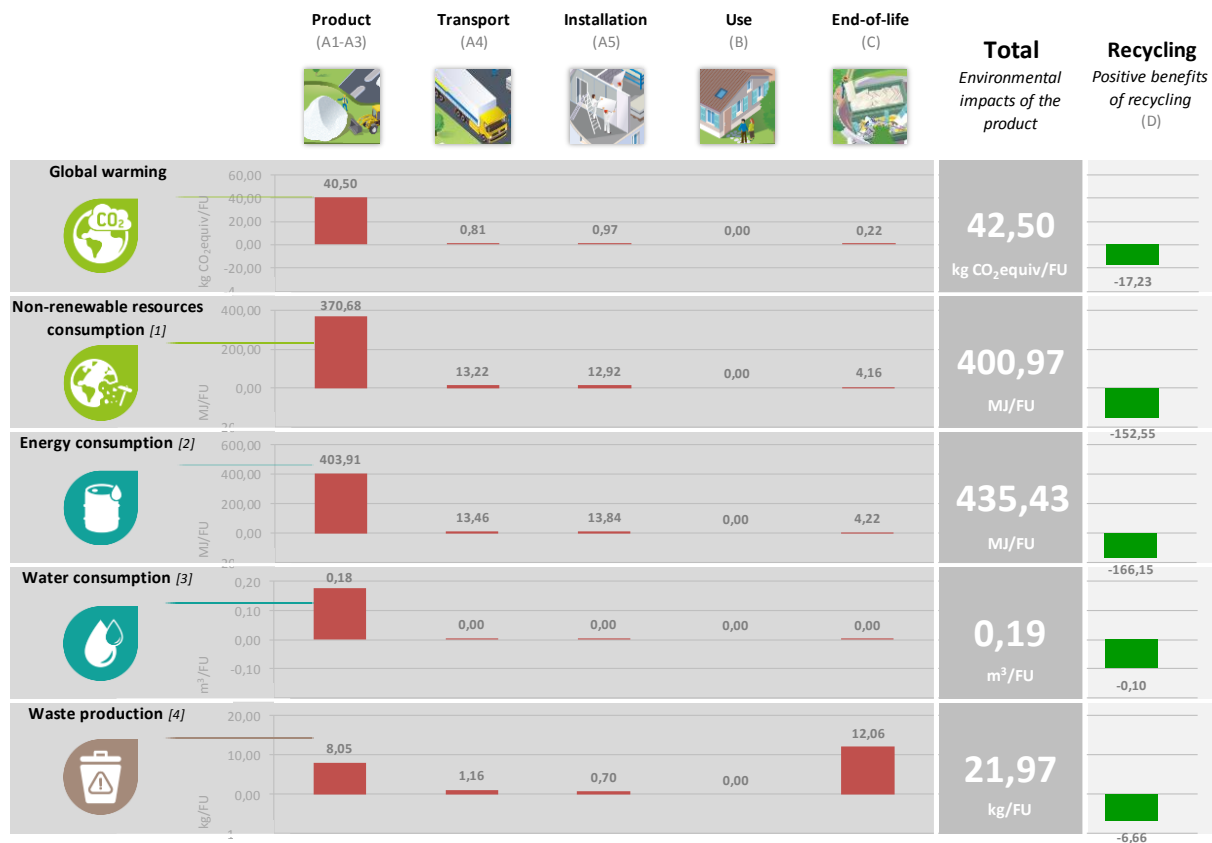 Product
(A1-A3)
Transport
(A4)
Installation
(A5)
Use
(B)
End-of-life
(C)
Total
Environmental
impacts of the
product
Recycling
Positive benefits
of recycling
(D)
Global warming
CO2
kg CO2equiv/FU
60,00
40,00
20,00
0,00
-20,00
40,50
0,81
0,97
0,00
0,22
42,50
kg CO2equiv/FU
-17,23
Non-renewable resources
consumption [1]
MJ/FU
400,00
200,00
0,00
370,68
13,22
12,92
0,00
4,16
400,97
MJ/FU
-152,55
Energy consumption [2]
MJ/FU
600,00
400,00
200,00
0,00
403,91
13,46
13,84
0,00
4,22
435,43
MJ/FU
-166,15
Water consumption [3]
m3/FU
0,20
0,10
0,00
-0,10
0,18
0,00
0,00
0,00
0,00
0,19
m3/FU
-0,10
Waste production [4]
kg/FU
20,00
10,00
0,00
8,05
1,16
0,70
0,00
12,06
21,97
kg/FU
-6,66